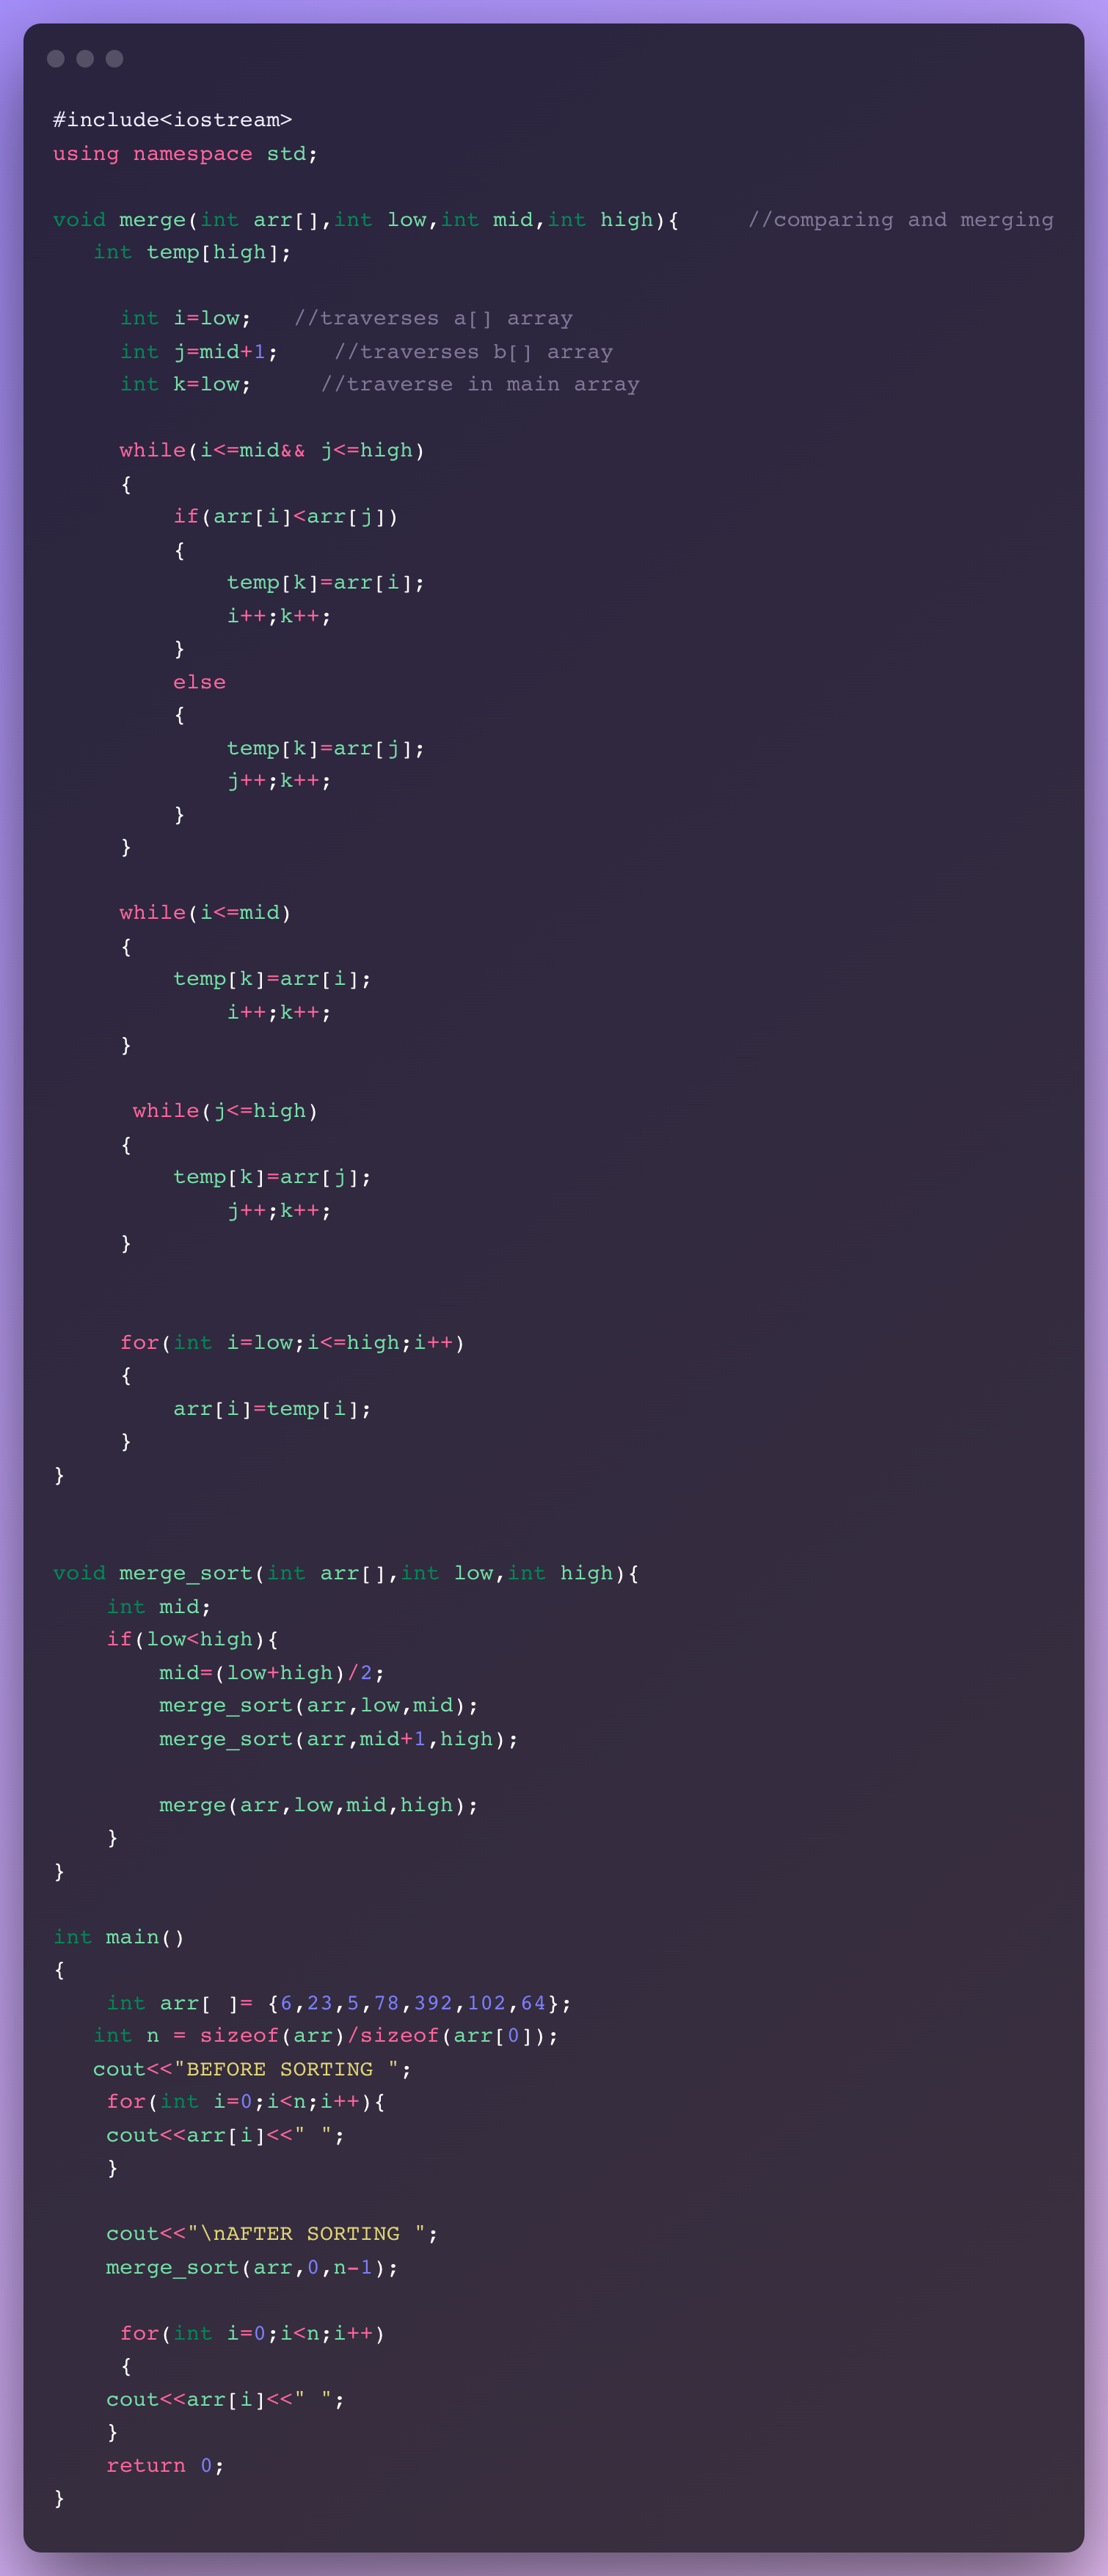 #include<iostream>
using namespace std;
void merge(int arr[],int low,int mid,int high){     //comparing and merging
   int temp[high];
     int i=low;   //traverses a[] array
     int j=mid+1;    //traverses b[] array
     int k=low;     //traverse in main array
     while(i<=mid&& j<=high)
     {
         if(arr[i]<arr[j])
         {
             temp[k]=arr[i];
             i++;k++;
         }
         else
         {
             temp[k]=arr[j];
             j++;k++;
         }
     }
     while(i<=mid)
     {
         temp[k]=arr[i];
             i++;k++;
     }
      while(j<=high)
     {
         temp[k]=arr[j];
             j++;k++;
     }
     for(int i=low;i<=high;i++)
     {
         arr[i]=temp[i];
     }
}
void merge_sort(int arr[],int low,int high){
    int mid;
    if(low<high){
        mid=(low+high)/2;
        merge_sort(arr,low,mid);
        merge_sort(arr,mid+1,high);
        merge(arr,low,mid,high);
    }
}
int main()
{
    int arr[ ]= {6,23,5,78,392,102,64};
   int n = sizeof(arr)/sizeof(arr[0]);
   cout<<"BEFORE SORTING ";
    for(int i=0;i<n;i++){
    cout<<arr[i]<<" ";
    }
    cout<<"\nAFTER SORTING ";
    merge_sort(arr,0,n-1);
     for(int i=0;i<n;i++)
     {
    cout<<arr[i]<<" ";
    }
    return 0;
}